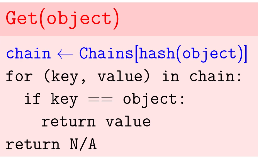 Get(object)
chain ← Chains[hash(object)]
for (key, value) in chain:
if key == object:
return value
return N/A